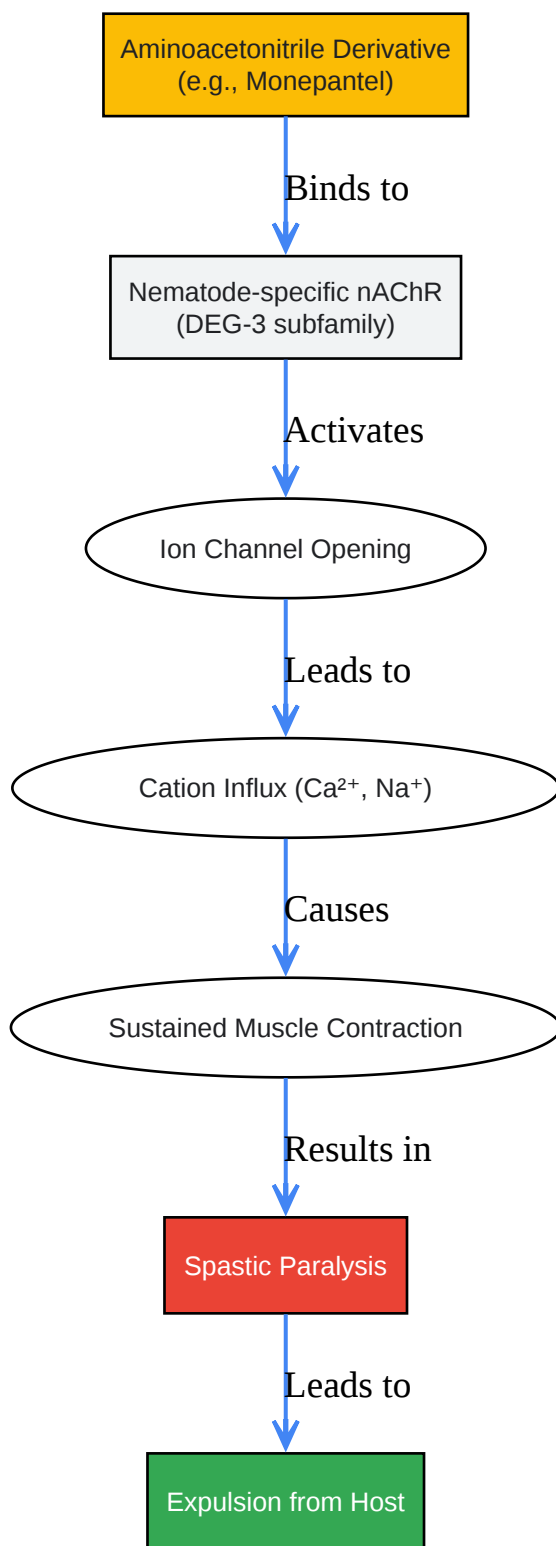 Aminoacetonitrile Derivative
(e.g., Monepantel)
Binds to
Nematode-specific nAChR
(DEG-3 subfamily)
Activates
Ion Channel Opening
Leads to
Cation Influx (Ca²⁺, Na⁺)
Causes
Sustained Muscle Contraction
Results in
Spastic Paralysis
Leads to
Expulsion from Host